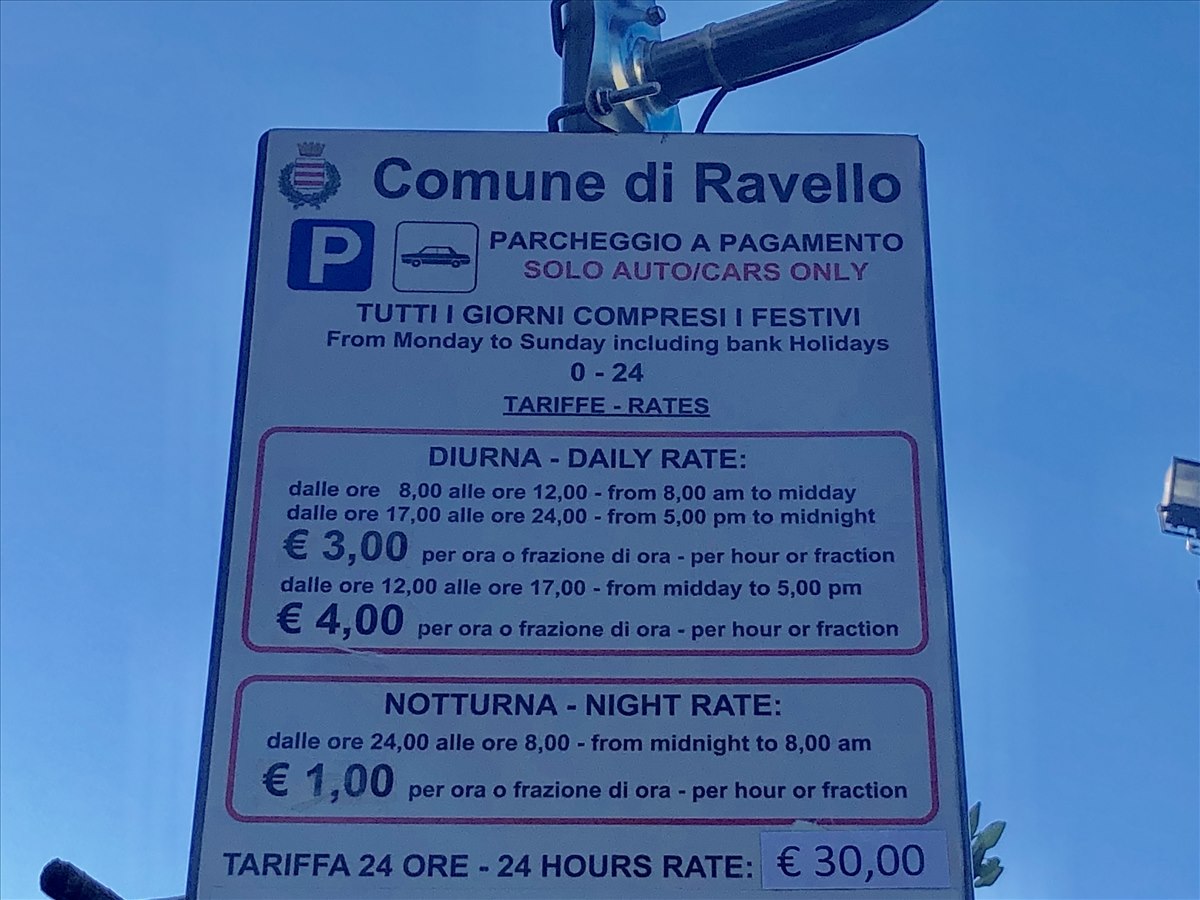 Comune di Ravello
P
PARCHEGGIO A PAGAMENTO
SOLO AUTO/CARS ONLY
TUTTI I GIORNI COMPRESI I FESTIVI
From Monday to Sunday including bank Holidays
0 - 24
TARIFFE - RATES
DIURNA - DAILY RATE:
dalle ore 8,00 alle ore 12,00 - from 8,00 am to midday
dalle ore 17,00 alle ore 24,00 - from 5,00 pm to midnight
€ 3,00 per ora o frazione di ora - per hour or fraction
dalle ore 12,00 alle ore 17,00 - from midday to 5,00 pm
€ 4,00 per ora o frazione di ora - per hour or fraction
NOTTURNA - NIGHT RATE:
dalle ore 24,00 alle ore 8,00 - from midnight to 8,00 am
€ 1,00 per ora o frazione di ora - per hour or fraction
TARIFFA 24 ORE - 24 HOURS RATE: € 30,00